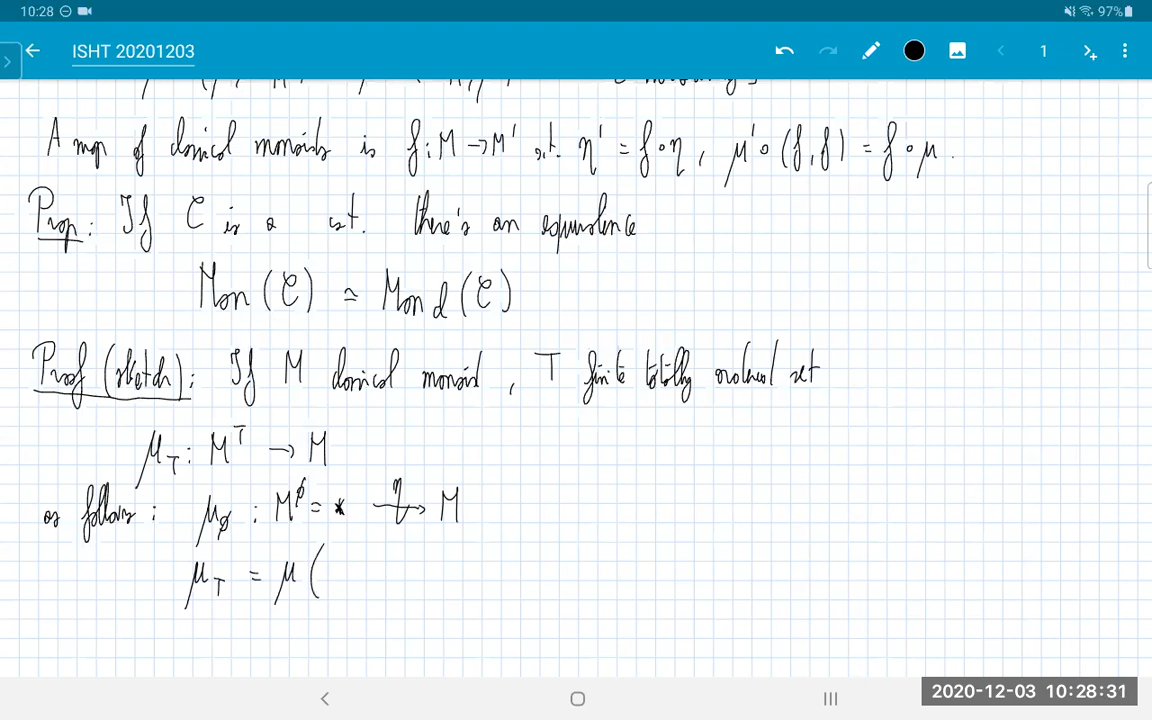 10:28 97%
ISHT 20201203 1
A map of classical monoids is f: M → M' s.t. η' = f∘η, μ'∘(f,f) = f∘μ.
Prop: If C is a cat. there's an equivalence
Mon(C) ≃ Mon_cl(C)
Proof (sketch): If M classical monoid, T finite totally ordered set
μ_T: M^T → M
as follows: μ_∅: M^∅ = * →^η M
μ_T = μ(
2020-12-03 10:28:31